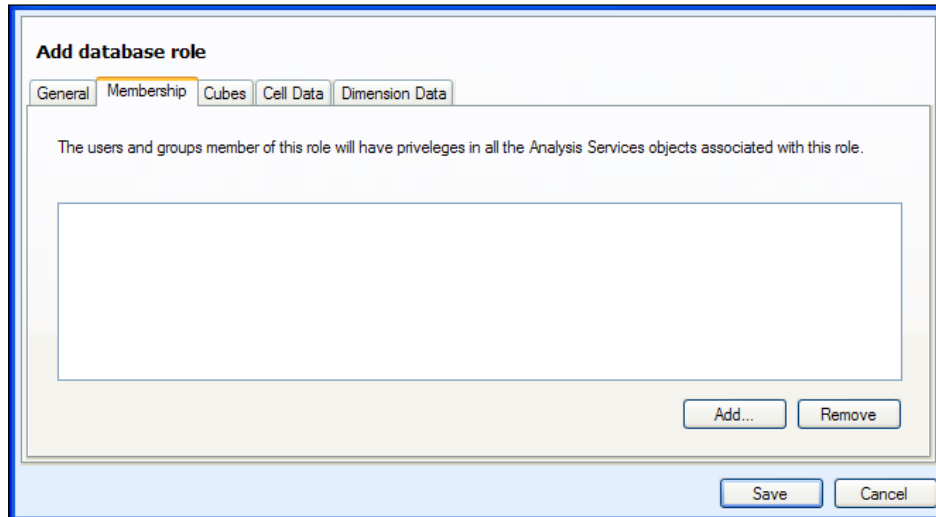 Add database role
General Membership Cubes Cell Data Dimension Data
The users and groups member of this role will have priveleges in all the Analysis Services objects associated with this role.
Add... Remove
Save Cancel